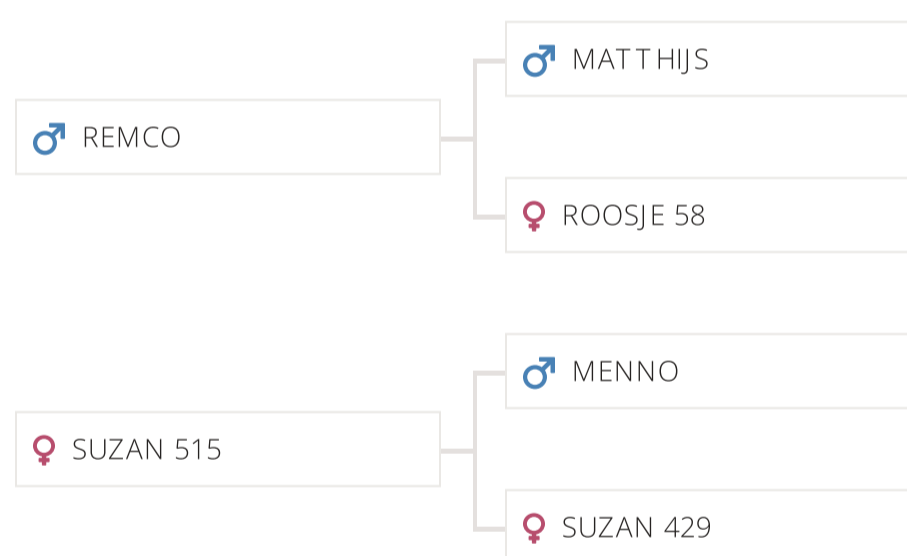 MATTHIJS
REMCO
ROOSJE 58
MENNO
SUZAN 515
SUZAN 429